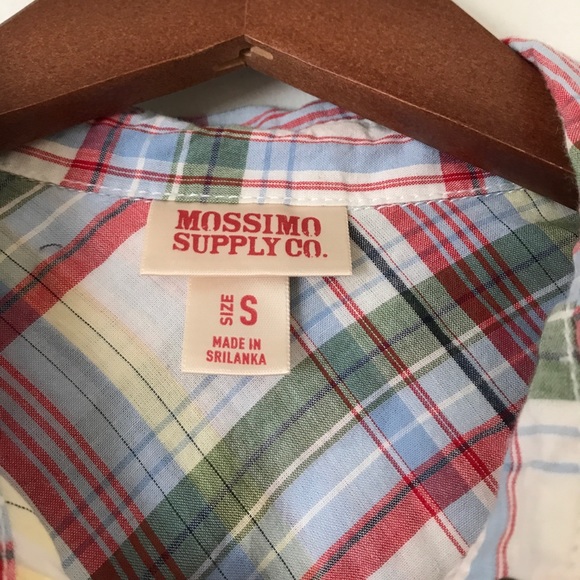 MOSSIMO
SUPPLY CO.
SIZE S
MADE IN
SRILANKA